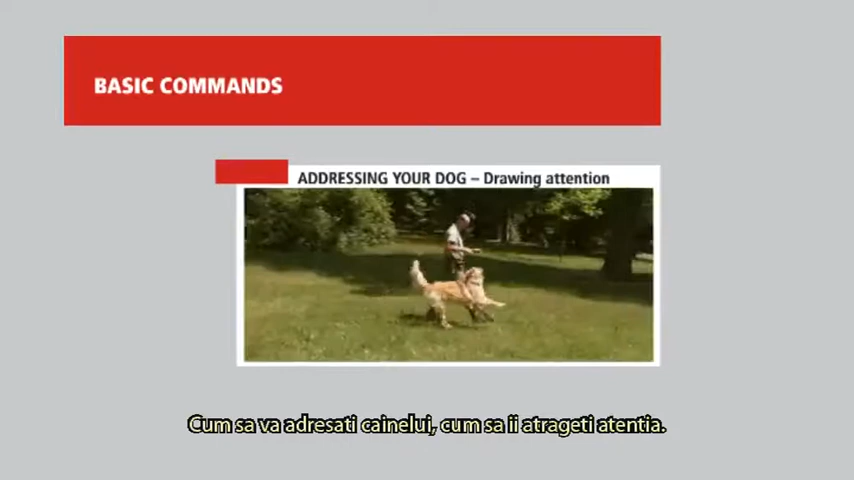 BASIC COMMANDS
ADDRESSING YOUR DOG – Drawing attention
Cum sa va adresati cainelui, cum sa ii atrageti atentia.